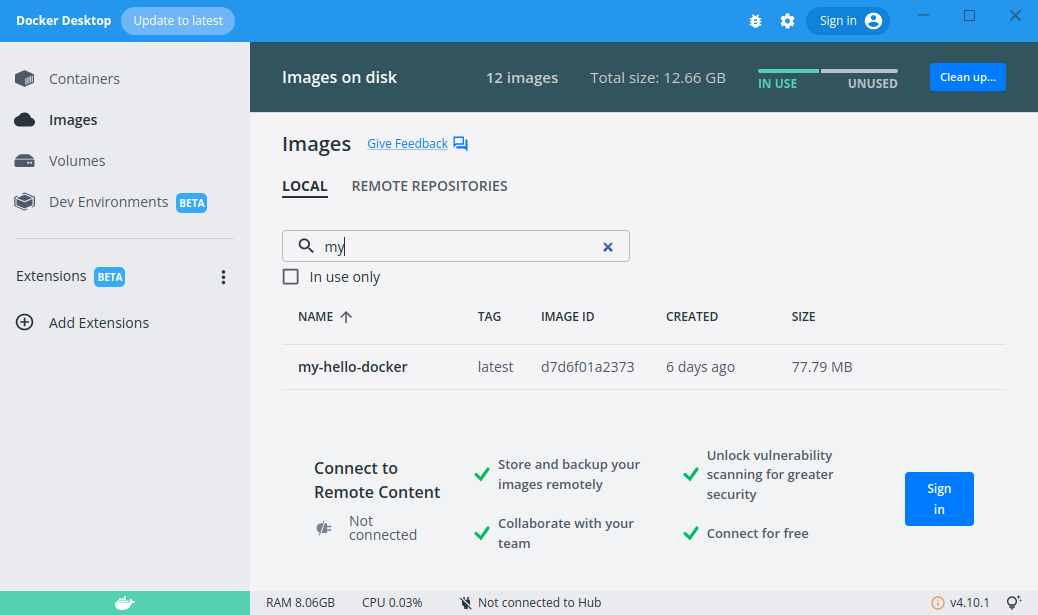 Docker Desktop
Update to latest
Sign in
Containers
Images
Volumes
Dev Environments BETA
Extensions BETA
Add Extensions
Images on disk
12 images
Total size: 12.66 GB
IN USE
UNUSED
Clean up...
Images
Give Feedback
LOCAL
REMOTE REPOSITORIES
my
In use only
NAME TAG IMAGE ID CREATED SIZE
my-hello-docker latest d7d6f01a2373 6 days ago 77.79 MB
Connect to
Remote Content
Not
connected
Store and backup your
images remotely
Collaborate with your
team
Unlock vulnerability
scanning for greater
security
Connect for free
Sign
in
RAM 8.06GB
CPU 0.03%
Not connected to Hub
v4.10.1